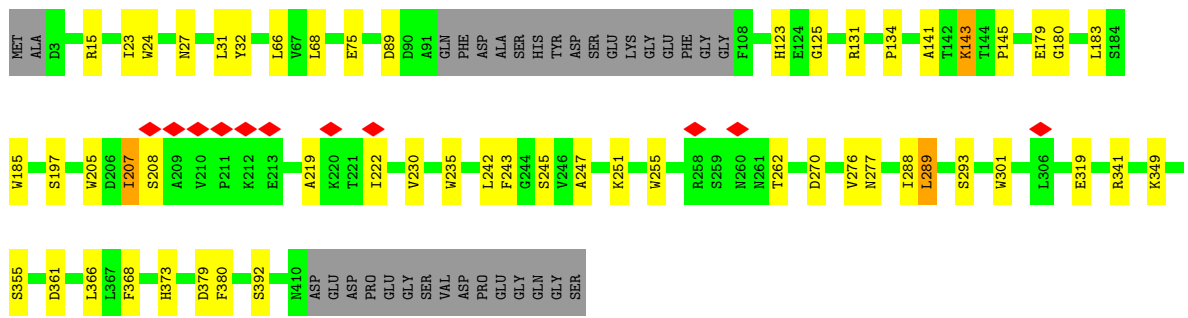 MET ALA D3 R15 I23 W24 N27 L31 Y32 L66 V67 L68 E75 D89 D90 A91 GLN PHE ASP ALA SER HIS TYR ASP SER GLU LYS GLY GLU PHE GLY GLY F108 H123 E124 G125 R131 P134 A141 T142 K143 T144 P145 E179 G180 L183 S184
W185 S197 W205 D206 I207 S208 A209 V210 P211 K212 E213 A219 K220 T221 I222 V230 W235 L242 F243 G244 S245 V246 A247 K251 W255 R258 S259 N260 N261 T262 D270 V276 N277 I288 L289 S293 W301 L306 E319 R341 K349
S355 D361 L366 L367 F368 H373 D379 F380 S392 N410 ASP GLU ASP PRO GLU GLY SER VAL ASP PRO GLU GLY GLN GLY SER